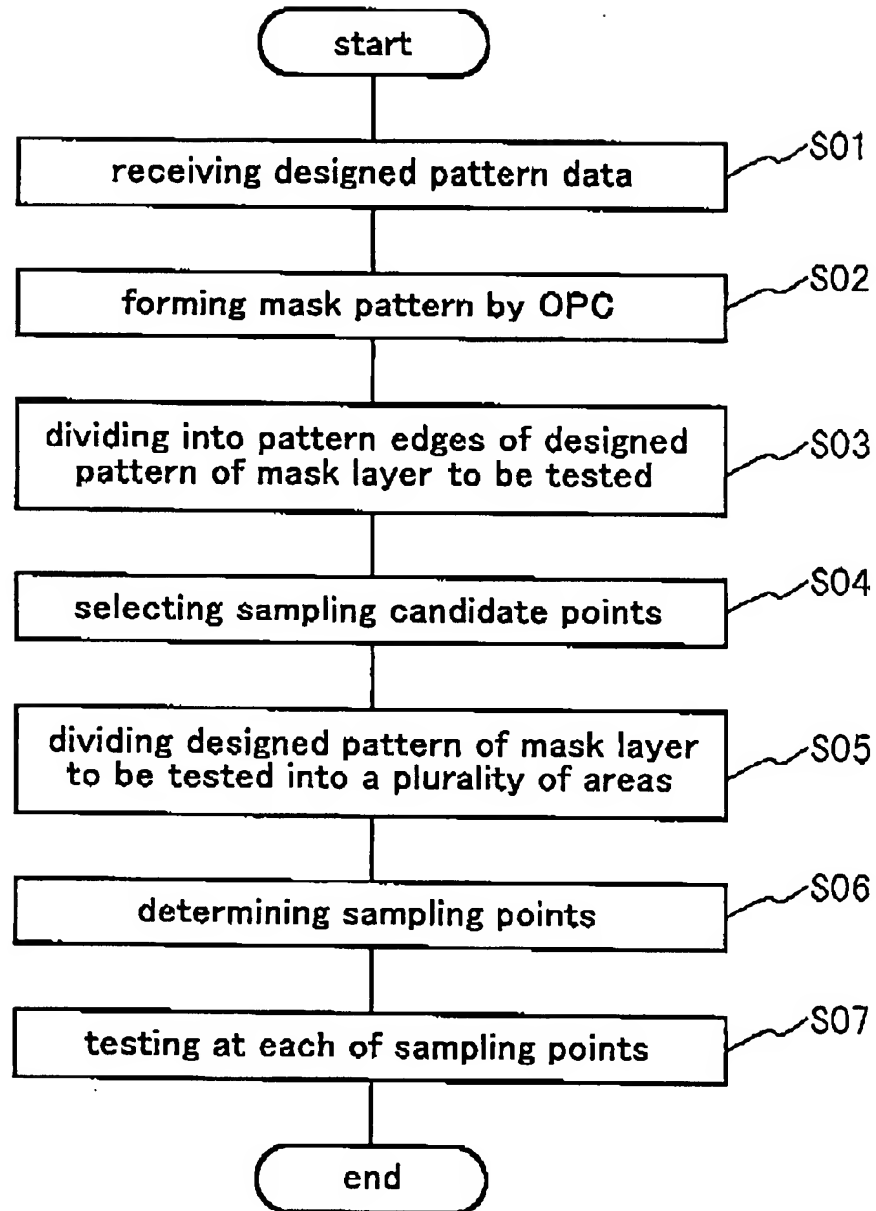 start
receiving designed pattern data
S01
forming mask pattern by OPC
S02
dividing into pattern edges of designed
pattern of mask layer to be tested
S03
selecting sampling candidate points
S04
dividing designed pattern of mask layer
to be tested into a plurality of areas
S05
determining sampling points
S06
testing at each of sampling points
S07
end